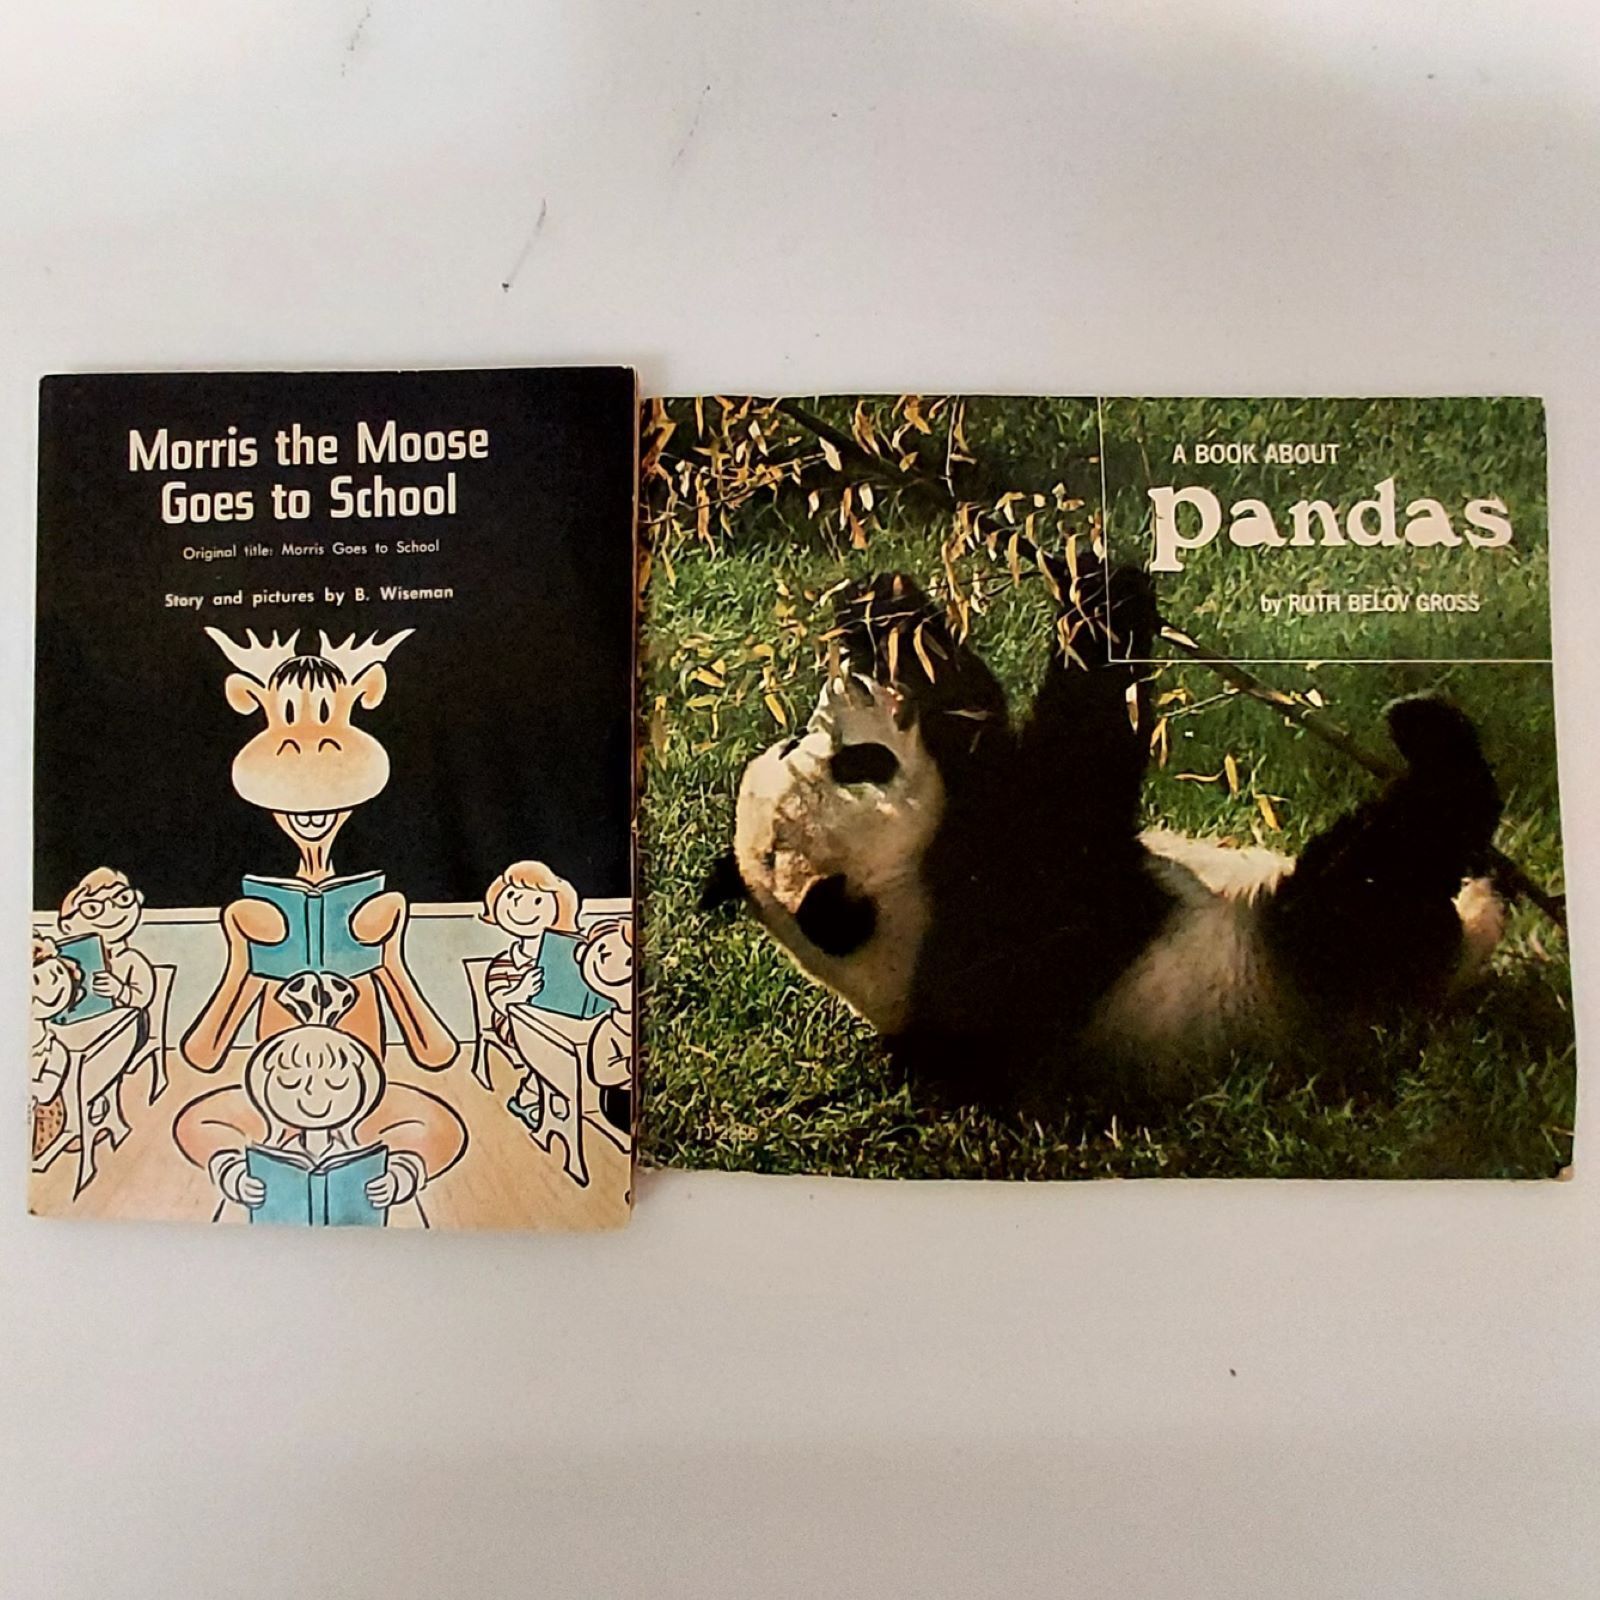 Morris the Moose
Goes to School
Original title: Morris Goes to School
Story and pictures by B. Wiseman
A BOOK ABOUT
pandas
by RUTH BELOV GROSS